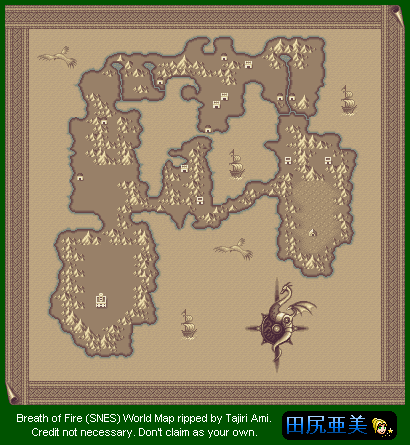 Breath of Fire (SNES) World Map ripped by Tajiri Ami.
Credit not necessary. Don't claim as your own.
田尻亜美